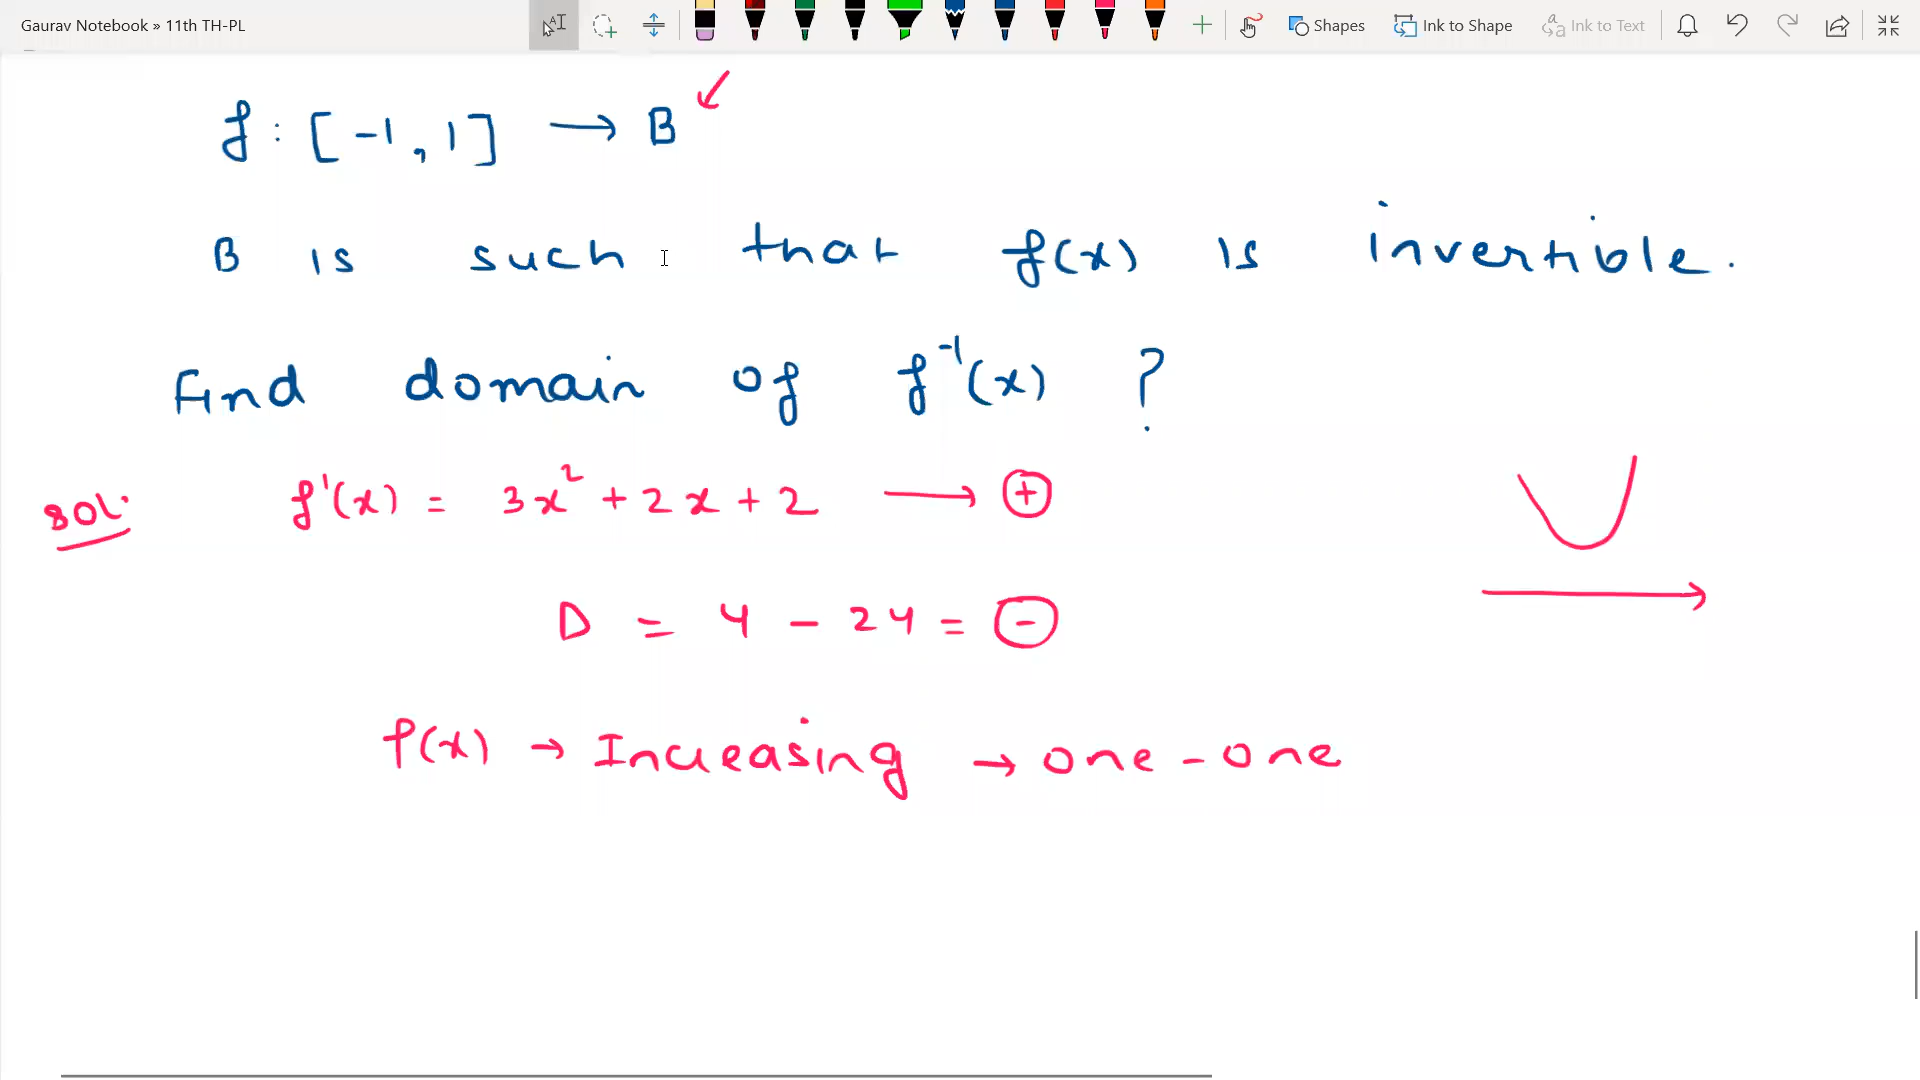 Gaurav Notebook » 11th TH-PL
Shapes Ink to Shape Ink to Text
f : [-1, 1] → B
B is such that f(x) is invertible.
Find domain of f⁻¹(x) ?
sol: f'(x) = 3x² + 2x + 2 → +
D = 4 - 24 = -
f(x) → Increasing → one-one